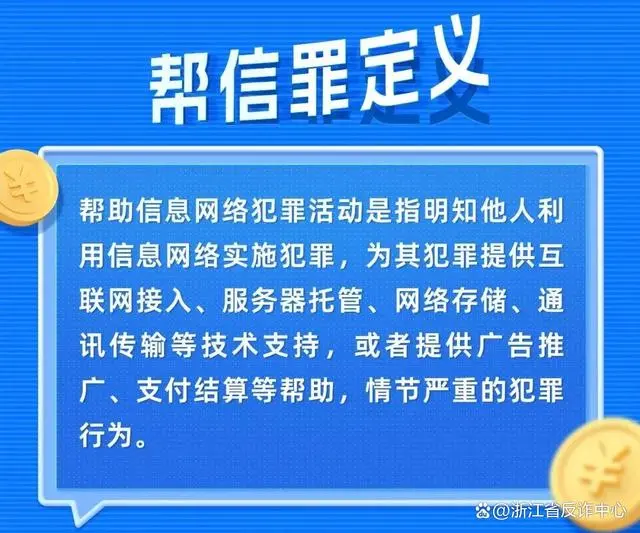 帮信罪定义
帮助信息网络犯罪活动是指明知他人利
用信息网络实施犯罪，为其犯罪提供互
联网接入、服务器托管、网络存储、通
讯传输等技术支持，或者提供广告推
广、支付结算等帮助，情节严重的犯罪
行为。
@浙江省反诈中心